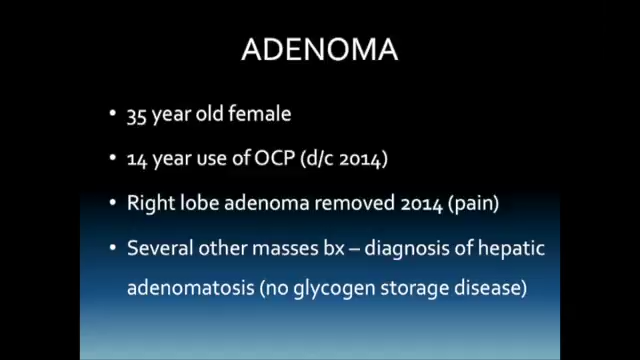 ADENOMA
• 35 year old female
• 14 year use of OCP (d/c 2014)
• Right lobe adenoma removed 2014 (pain)
• Several other masses bx – diagnosis of hepatic
adenomatosis (no glycogen storage disease)